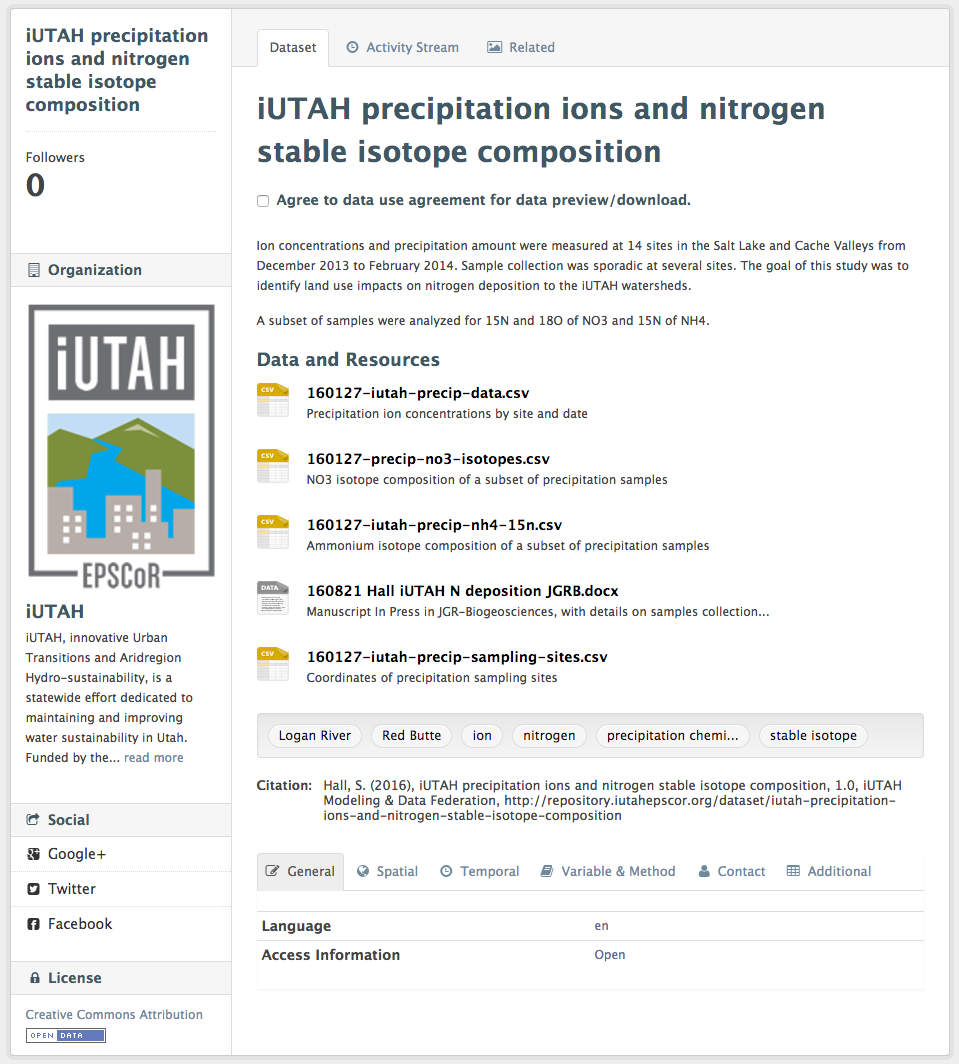 iUTAH precipitation
ions and nitrogen
stable isotope
composition
Followers
0
Organization
iUTAH
EPSCoR
iUTAH
iUTAH, innovative Urban
Transitions and Aridregion
Hydro-sustainability, is a
statewide effort dedicated to
maintaining and improving
water sustainability in Utah.
Funded by the... read more
Social
Google+
Twitter
Facebook
License
Creative Commons Attribution
OPEN DATA
Dataset Activity Stream Related
iUTAH precipitation ions and nitrogen
stable isotope composition
Agree to data use agreement for data preview/download.
Ion concentrations and precipitation amount were measured at 14 sites in the Salt Lake and Cache Valleys from
December 2013 to February 2014. Sample collection was sporadic at several sites. The goal of this study was to
identify land use impacts on nitrogen deposition to the iUTAH watersheds.
A subset of samples were analyzed for 15N and 18O of NO3 and 15N of NH4.
Data and Resources
CSV 160127-iutah-precip-data.csv
Precipitation ion concentrations by site and date
CSV 160127-precip-no3-isotopes.csv
NO3 isotope composition of a subset of precipitation samples
CSV 160127-iutah-precip-nh4-15n.csv
Ammonium isotope composition of a subset of precipitation samples
DATA 160821 Hall iUTAH N deposition JGRB.docx
Manuscript In Press in JGR-Biogeosciences, with details on samples collection...
CSV 160127-iutah-precip-sampling-sites.csv
Coordinates of precipitation sampling sites
Logan River Red Butte ion nitrogen precipitation chemi... stable isotope
Citation: Hall, S. (2016), iUTAH precipitation ions and nitrogen stable isotope composition, 1.0, iUTAH
Modeling & Data Federation, http://repository.iutahepscor.org/dataset/iutah-precipitation-
ions-and-nitrogen-stable-isotope-composition
General Spatial Temporal Variable & Method Contact Additional
Language en
Access Information Open